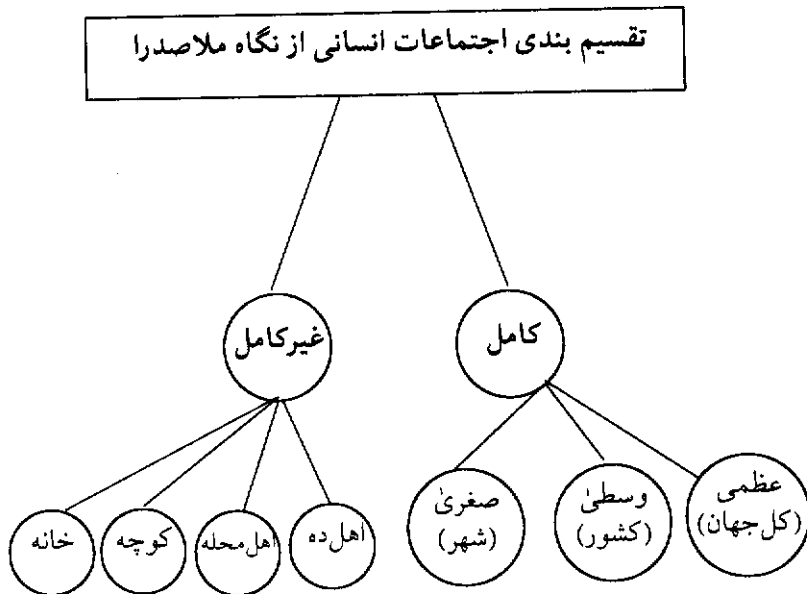 تقسیم بندی اجتماعات انسانی از نگاه ملاصدرا
کامل
غیرکامل
عظمی
(کل‌جهان)
وسطیٰ
(کشور)
صغریٰ
(شهر)
اهل‌ده
اهل‌محله
کوچه
خانه